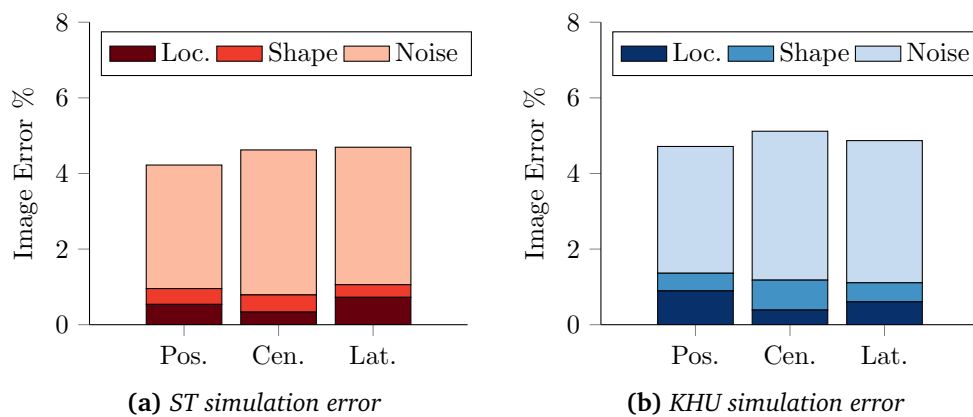 8
6
4
2
0
Image Error %
Loc. Shape Noise
Pos. Cen. Lat.
(a) ST simulation error
8
6
4
2
0
Image Error %
Loc. Shape Noise
Pos. Cen. Lat.
(b) KHU simulation error